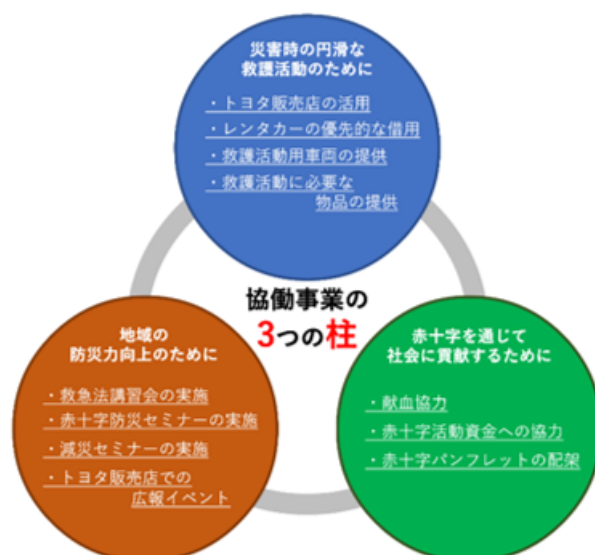 災害時の円滑な
救護活動のために
・トヨタ販売店の活用
・レンタカーの優先的な借用
・救護活動用車両の提供
・救護活動に必要な
物品の提供
協働事業の
3つの柱
地域の
防災力向上のために
・救急法講習会の実施
・赤十字防災セミナーの実施
・減災セミナーの実施
・トヨタ販売店での
広報イベント
赤十字を通じて
社会に貢献するために
・献血協力
・赤十字活動資金への協力
・赤十字パンフレットの配架